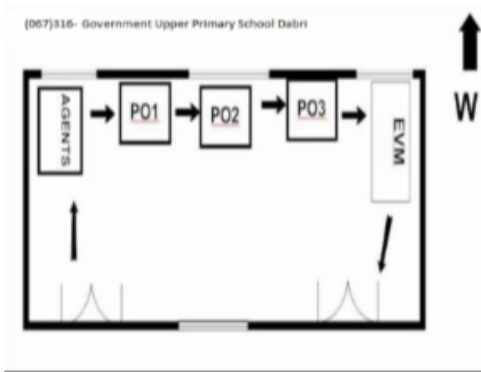 (067)316- Government Upper Primary School Dabri
W
AGENTS
PO1
PO2
PO3
EVM